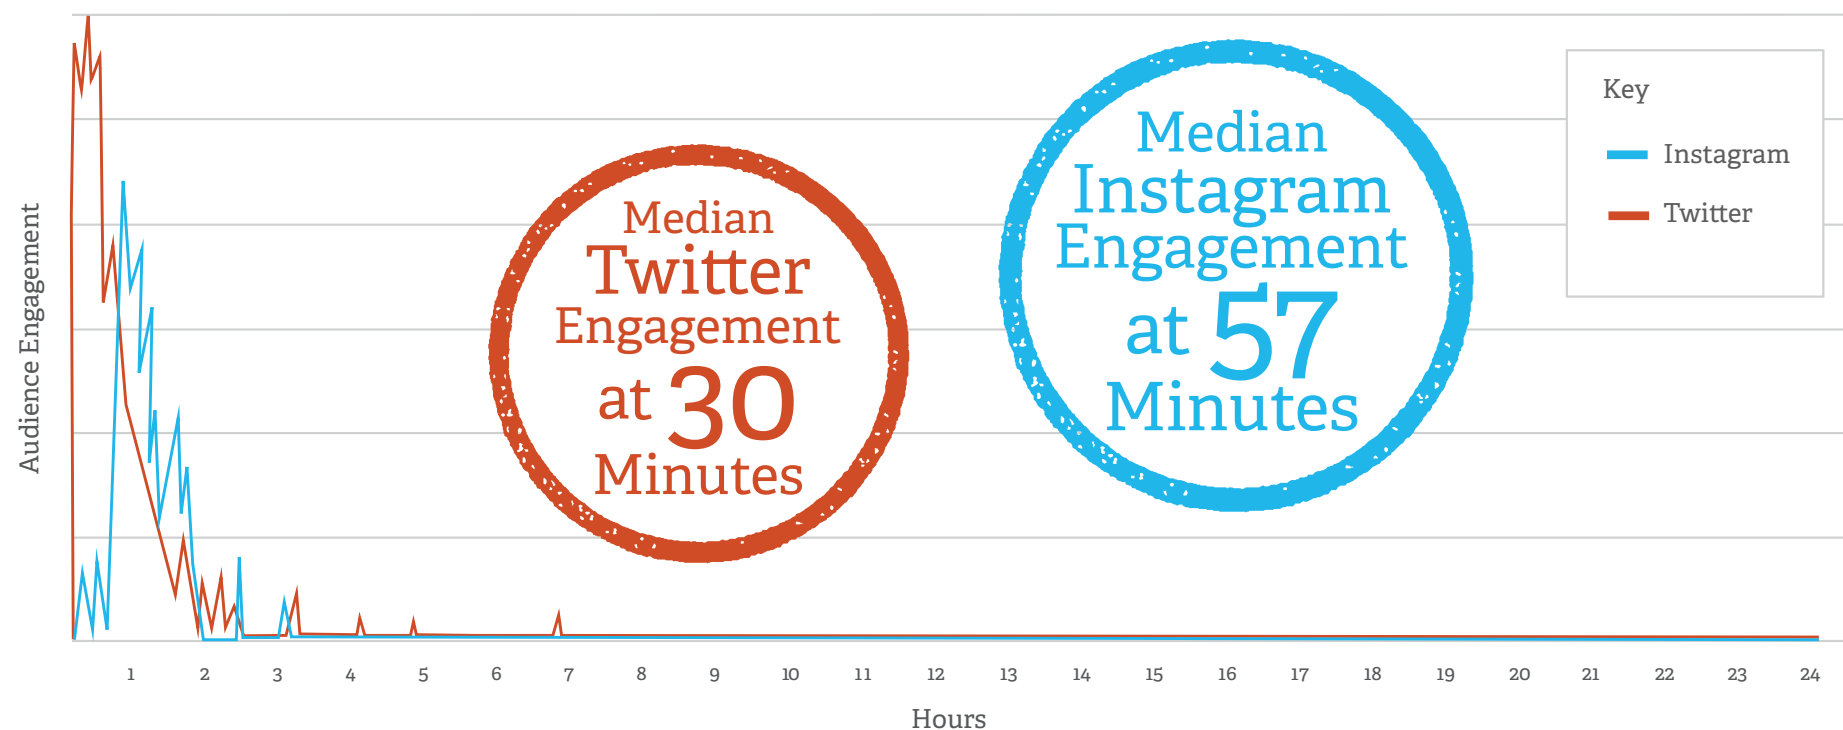 Audience Engagement
Median
Twitter
Engagement
at 30
Minutes
Median
Instagram
Engagement
at 57
Minutes
Key
Instagram
Twitter
1 2 3 4 5 6 7 8 9 10 11 12 13 14 15 16 17 18 19 20 21 22 23 24
Hours